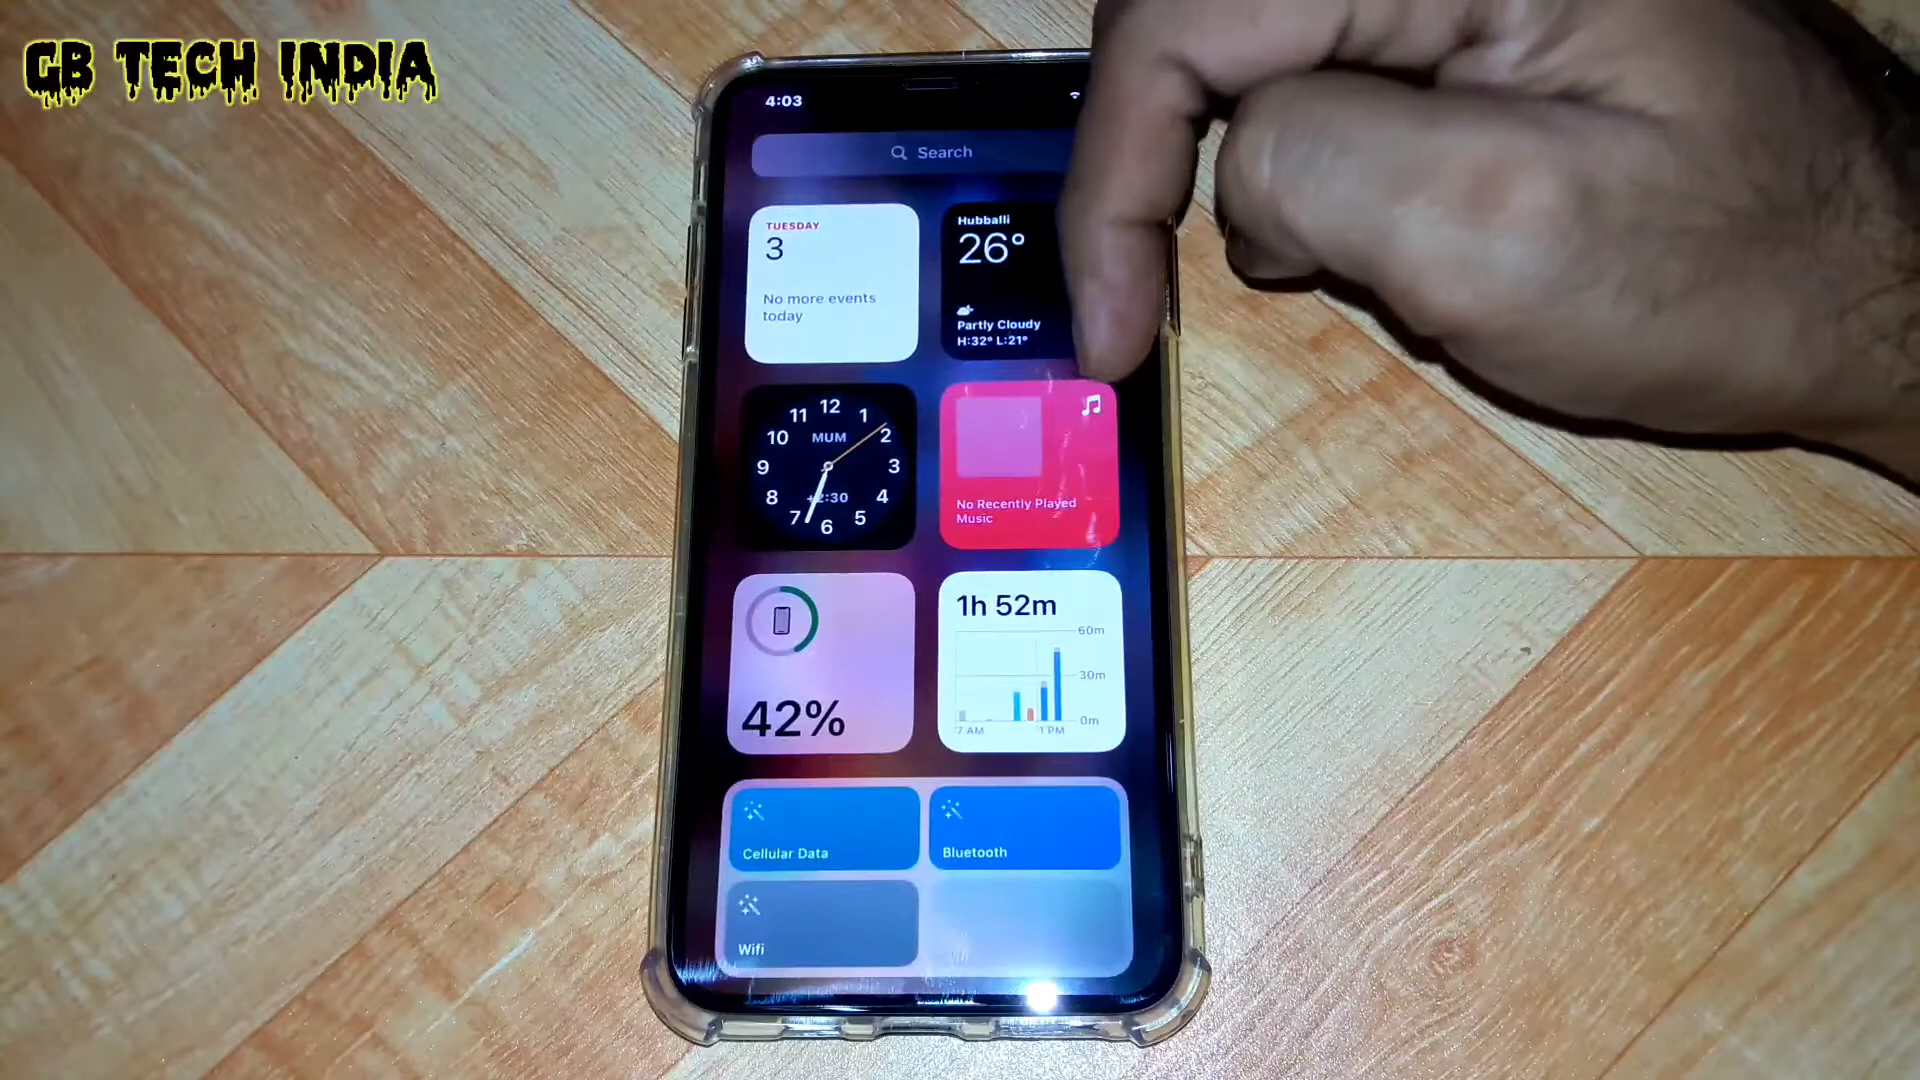 GB TECH INDIA
4:03
Search
TUESDAY
3
No more events
today
Hubballi
26°
Partly Cloudy
H:32° L:21°
12
11 1
10 MUM 2
9 3
8 :30 4
7 5
6
No Recently Played
Music
42%
1h 52m
60m
30m
0m
7 AM 1 PM
Cellular Data
Bluetooth
Wifi